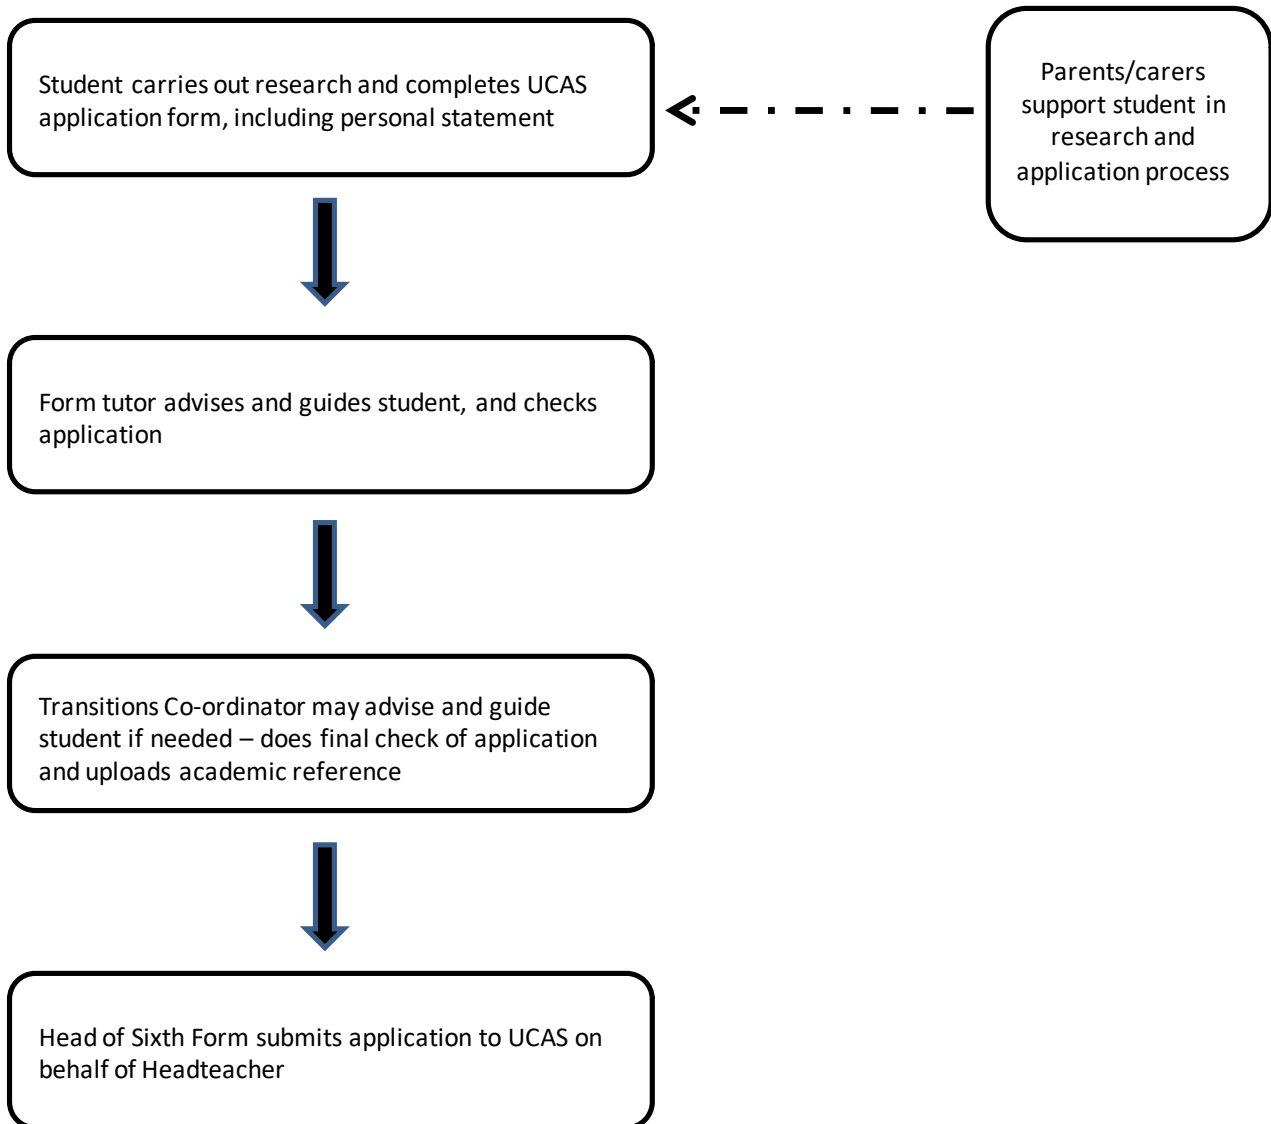 Student carries out research and completes UCAS
application form, including personal statement
Parents/carers
support student in
research and
application process
Form tutor advises and guides student, and checks
application
Transitions Co-ordinator may advise and guide
student if needed – does final check of application
and uploads academic reference
Head of Sixth Form submits application to UCAS on
behalf of Headteacher